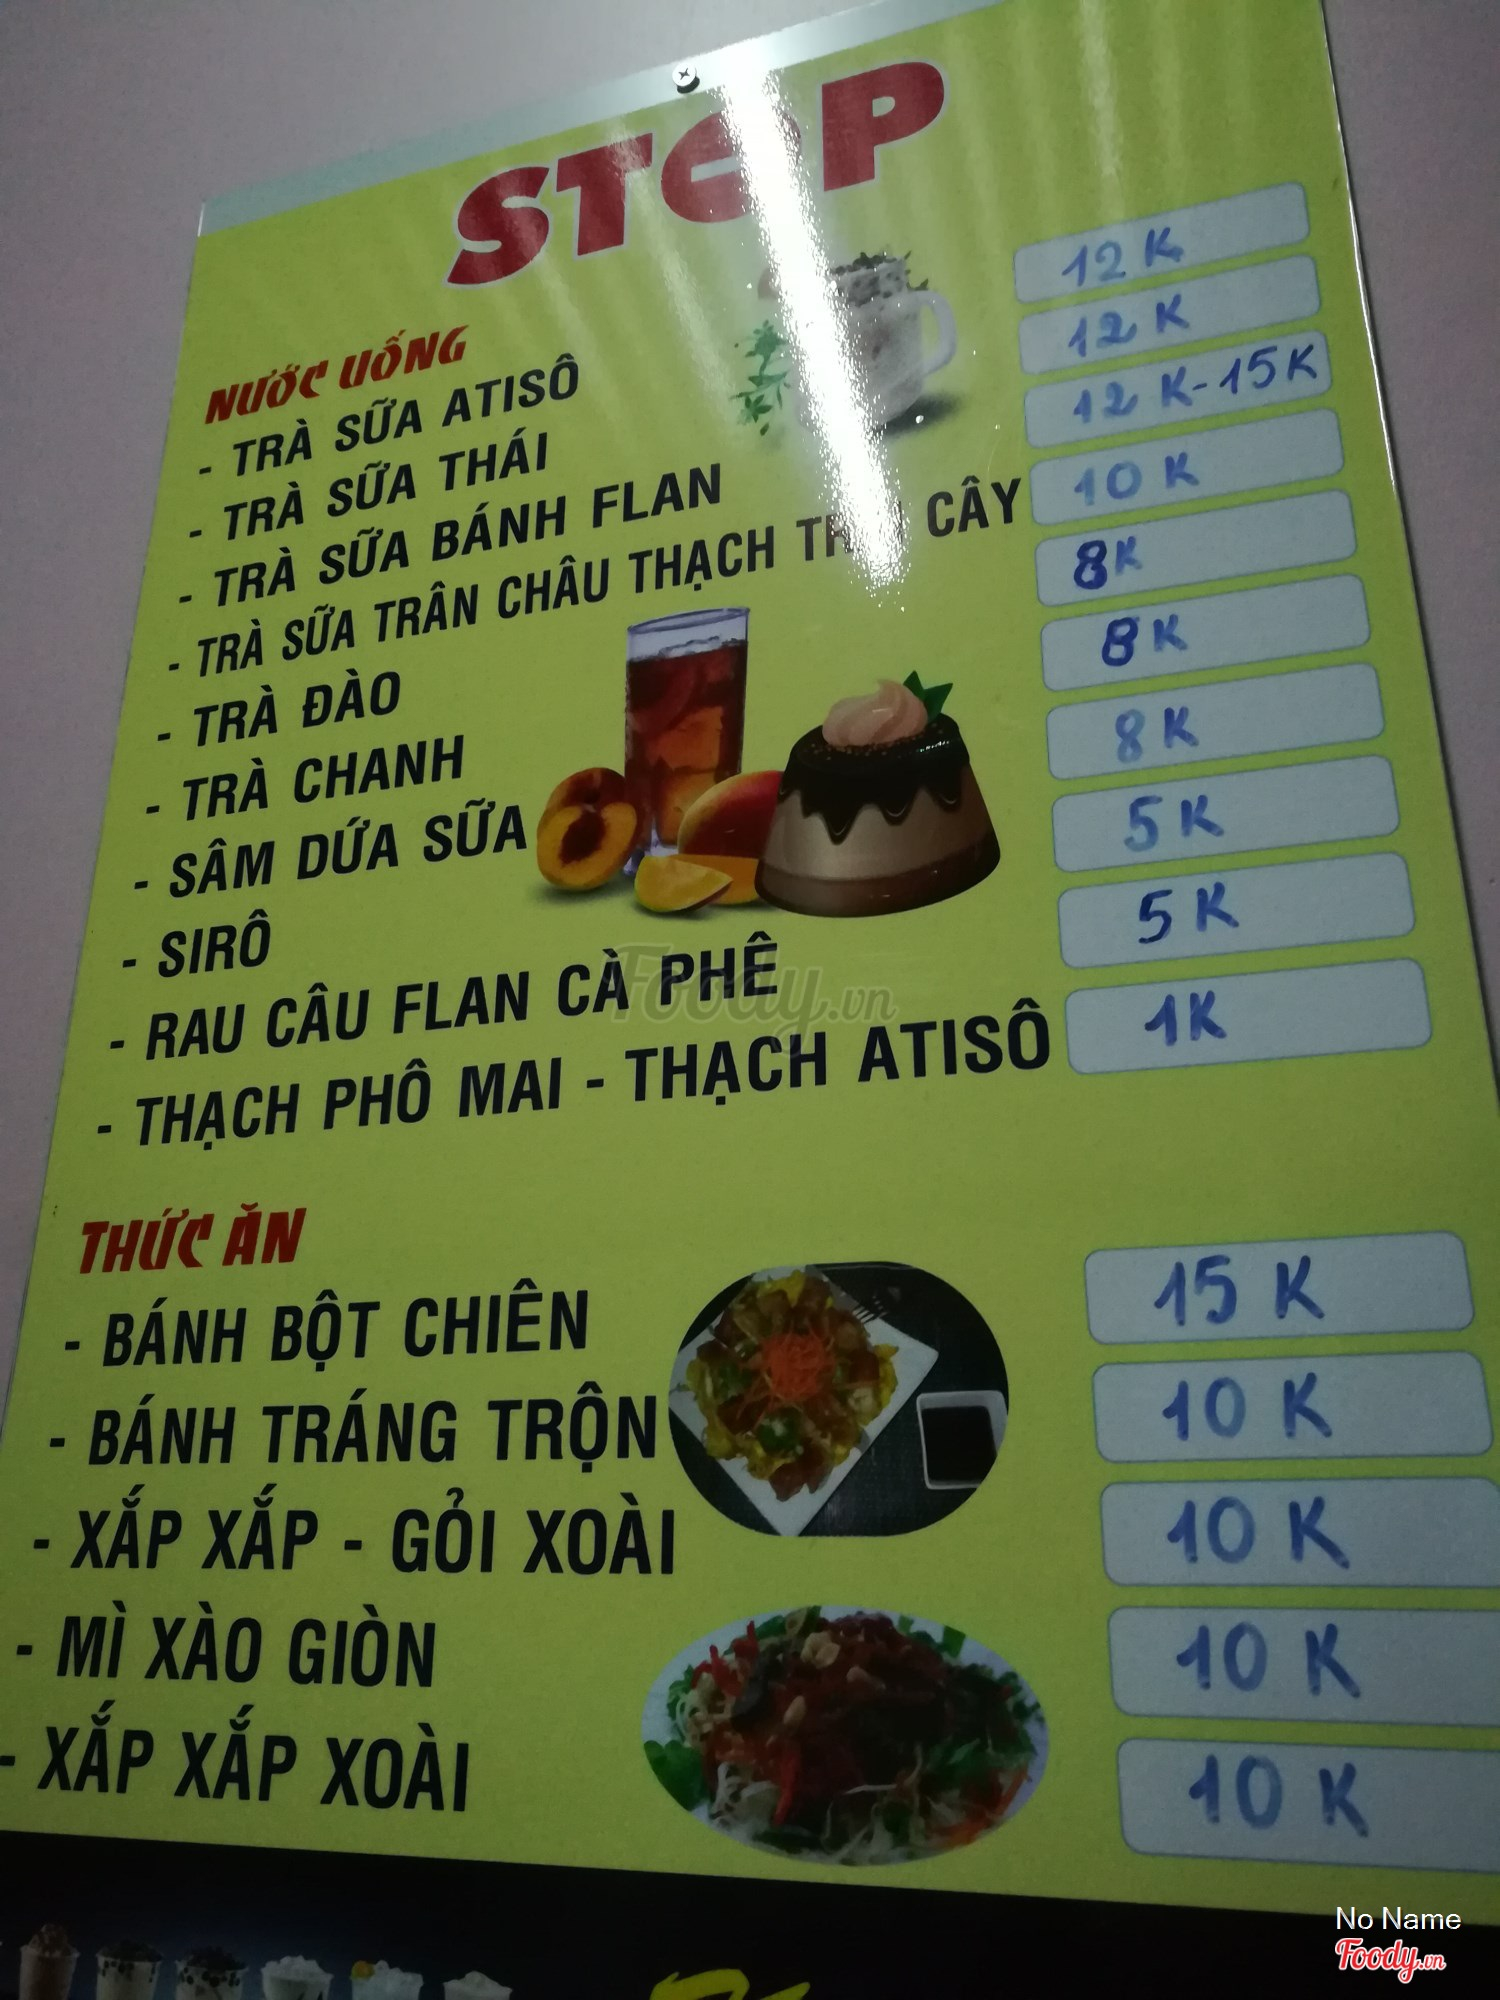 STOP
NƯỚC UỐNG
- TRÀ SỮA ATISÔ 12K
- TRÀ SỮA THÁI 12K
- TRÀ SỮA BÁNH FLAN 12K-15K
- TRÀ SỮA TRÂN CHÂU THẠCH CÂY 10K
- TRÀ ĐÀO 8K
- TRÀ CHANH 8K
- SÂM DỨA SỮA 8K
- SIRÔ 5K
- RAU CÂU FLAN CÀ PHÊ 5K
- THẠCH PHÔ MAI - THẠCH ATISÔ 1K
Foody.vn
THỨC ĂN
- BÁNH BỘT CHIÊN 15K
- BÁNH TRÁNG TRỘN 10K
- XẮP XẮP - GỎI XOÀI 10K
- MÌ XÀO GIÒN 10K
- XẮP XẮP XOÀI 10K
No Name
Foody.vn